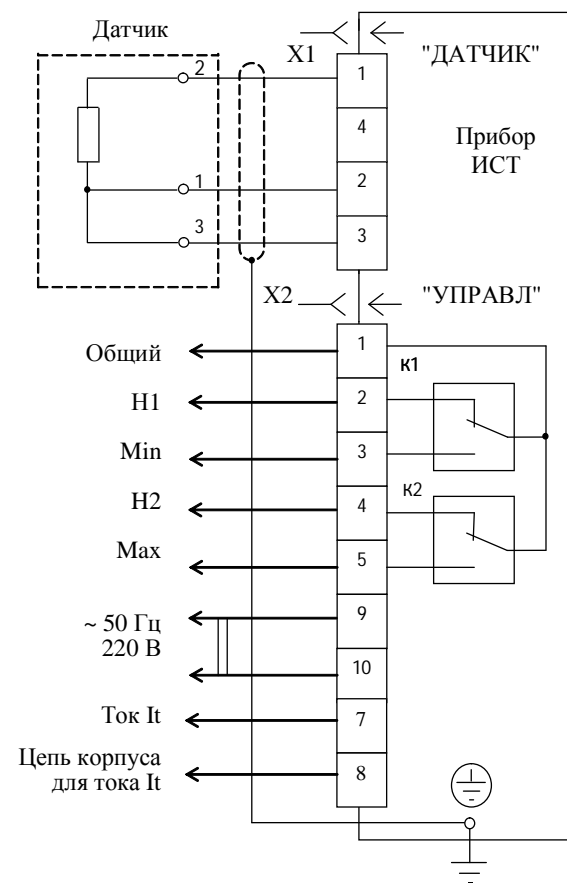 Датчик
X1
"ДАТЧИК"
2
1
4
Прибор
ИСТ
1
2
3
3
X2
"УПРАВЛ"
Общий
1
К1
Н1
2
Min
3
Н2
4
К2
Max
5
~ 50 Гц
220 В
9
10
Ток It
7
Цепь корпуса
для тока It
8